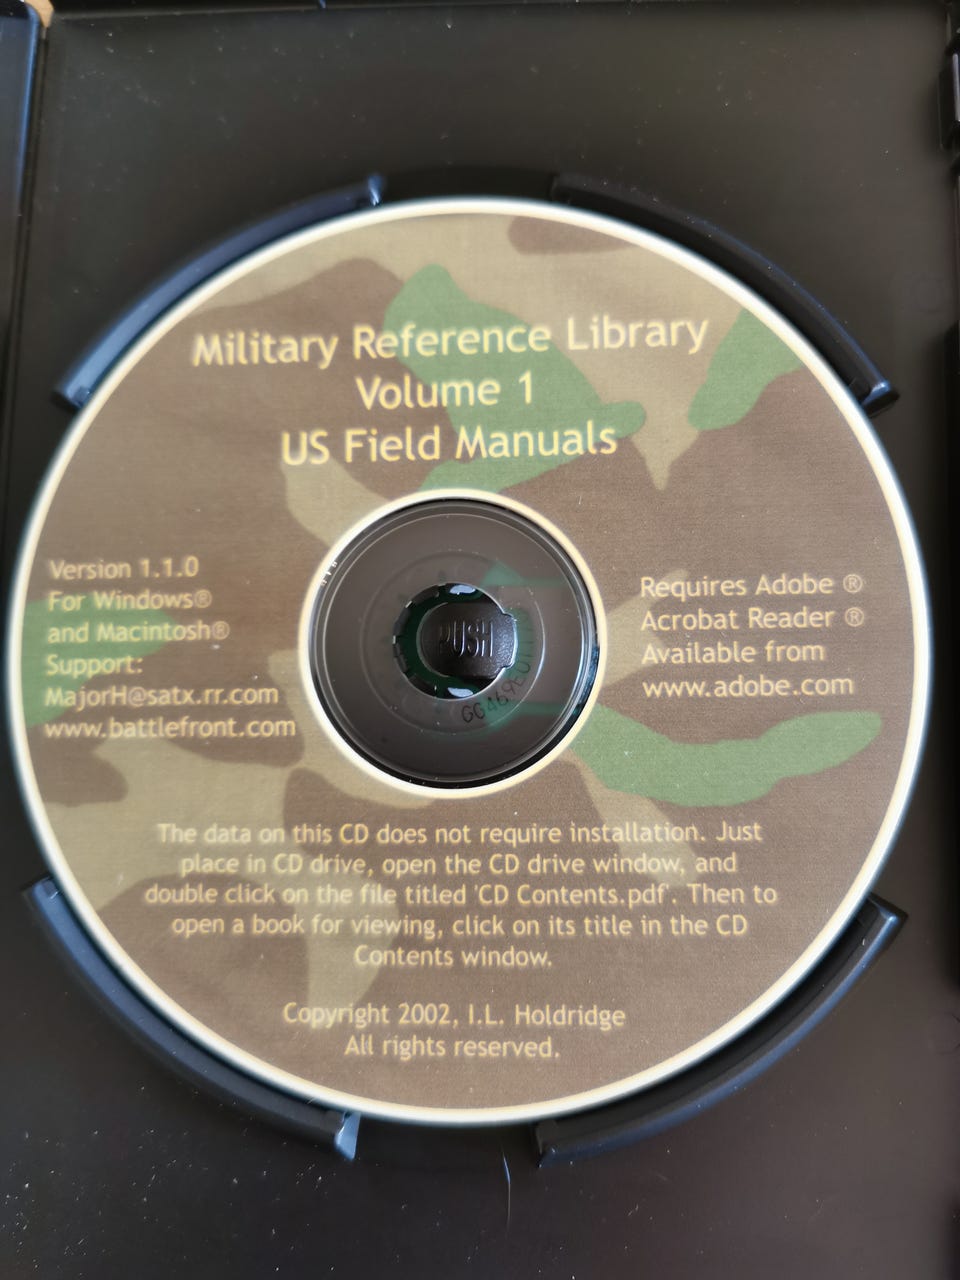 Military Reference Library
Volume 1
US Field Manuals
Version 1.1.0
For Windows®
and Macintosh®
Support:
MajorH@satx.rr.com
www.battlefront.com
Requires Adobe ®
Acrobat Reader ®
Available from
www.adobe.com
PUSH
The data on this CD does not require installation. Just
place in CD drive, open the CD drive window, and
double click on the file titled 'CD Contents.pdf'. Then to
open a book for viewing, click on its title in the CD
Contents window.
Copyright 2002, I.L. Holdridge
All rights reserved.